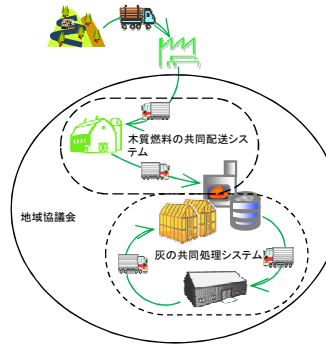 木質燃料の共同配送シス
テム
地域協議会
灰の共同処理システム